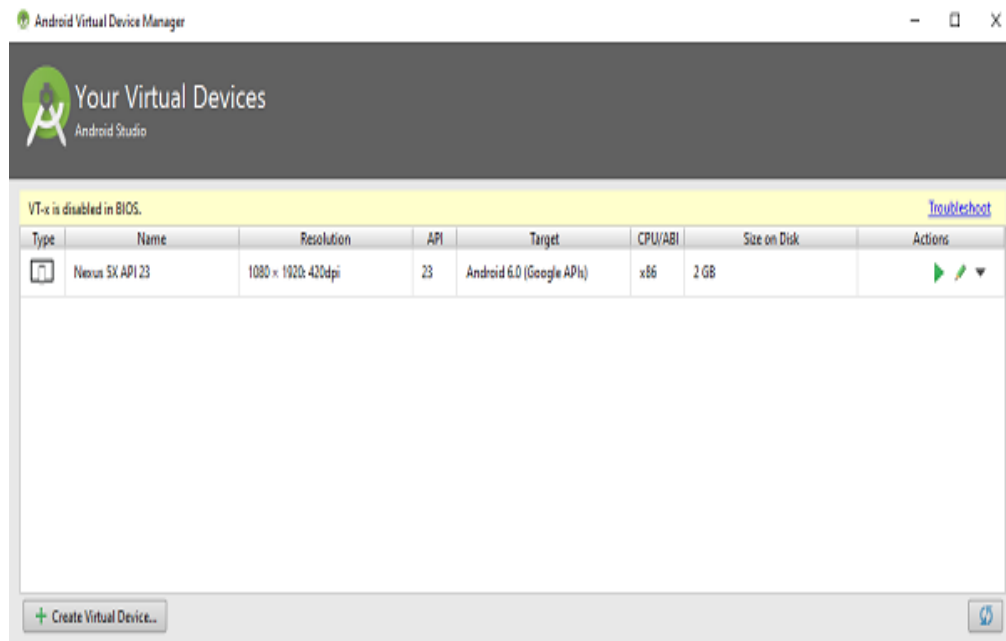 Android Virtual Device Manager
Your Virtual Devices
Android Studio
VT-x is disabled in BIOS. Troubleshoot
Type Name Resolution API Target CPU/ABI Size on Disk Actions
Nexus 5X API 23 1080 × 1920: 420dpi 23 Android 6.0 (Google APIs) x86 2 GB
Create Virtual Device...